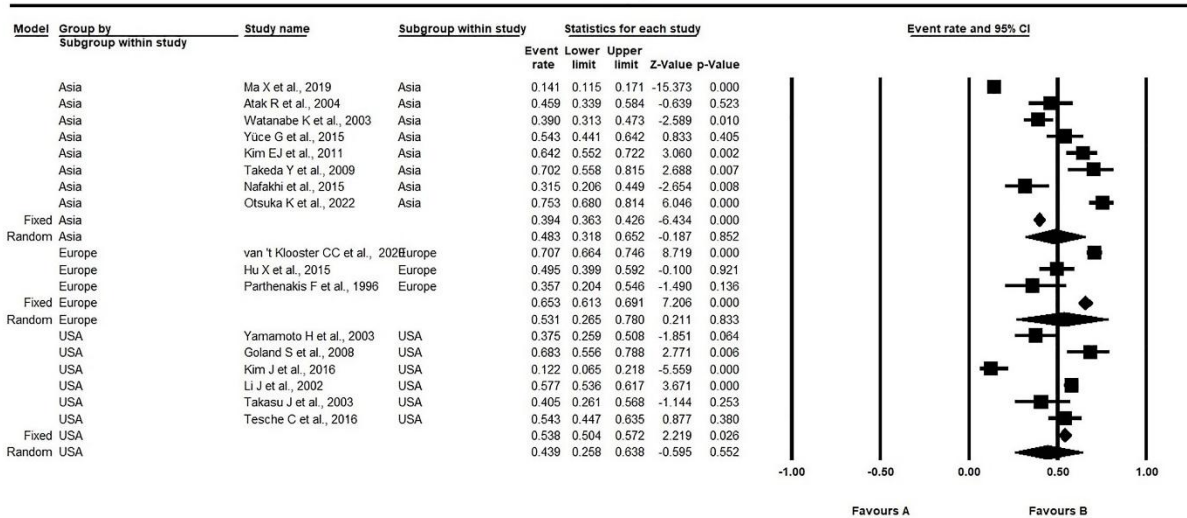 Model Group by Study name Subgroup within study Statistics for each study Event rate and 95% CI
Subgroup within study
Event Lower Upper
rate limit limit Z-Value p-Value
Asia Ma X et al., 2019 Asia 0.141 0.115 0.171 -15.373 0.000
Asia Atak R et al., 2004 Asia 0.459 0.339 0.584 -0.639 0.523
Asia Watanabe K et al., 2003 Asia 0.390 0.313 0.473 -2.589 0.010
Asia Yüce G et al., 2015 Asia 0.543 0.441 0.642 0.833 0.405
Asia Kim EJ et al., 2011 Asia 0.642 0.552 0.722 3.060 0.002
Asia Takeda Y et al., 2009 Asia 0.702 0.558 0.815 2.688 0.007
Asia Nafakhi et al., 2015 Asia 0.315 0.206 0.449 -2.654 0.008
Asia Otsuka K et al., 2022 Asia 0.753 0.680 0.814 6.046 0.000
Fixed Asia 0.394 0.363 0.426 -6.434 0.000
Random Asia 0.483 0.318 0.652 -0.187 0.852
Europe van 't Klooster CC et al., Europe 0.707 0.664 0.746 8.719 0.000
Europe Hu X et al., 2015 Europe 0.495 0.399 0.592 -0.100 0.921
Europe Parthenakis F et al., 1996 Europe 0.357 0.204 0.546 -1.490 0.136
Fixed Europe 0.653 0.613 0.691 7.206 0.000
Random Europe 0.531 0.265 0.780 0.211 0.833
USA Yamamoto H et al., 2003 USA 0.375 0.259 0.508 -1.851 0.064
USA Goland S et al., 2008 USA 0.683 0.556 0.788 2.771 0.006
USA Kim J et al., 2016 USA 0.122 0.065 0.218 -5.559 0.000
USA Li J et al., 2002 USA 0.577 0.536 0.617 3.671 0.000
USA Takasu J et al., 2003 USA 0.405 0.261 0.568 -1.144 0.253
USA Tesche C et al., 2016 USA 0.543 0.447 0.635 0.877 0.380
Fixed USA 0.538 0.504 0.572 2.219 0.026
Random USA 0.439 0.258 0.638 -0.595 0.552
-1.00 -0.50 0.00 0.50 1.00
Favours A Favours B